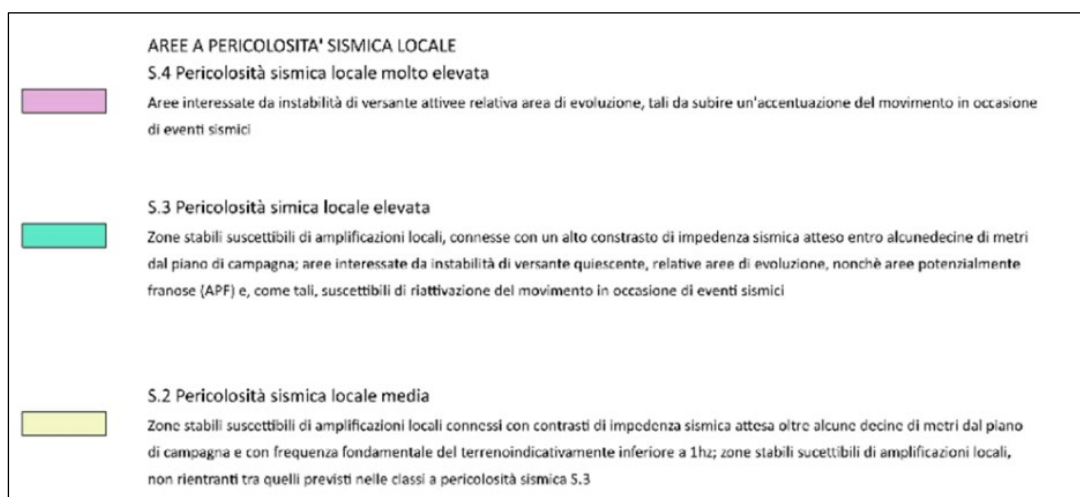 AREE A PERICOLOSITA' SISMICA LOCALE
S.4 Pericolosità sismica locale molto elevata
Aree interessate da instabilità di versante attivee relativa area di evoluzione, tali da subire un'accentuazione del movimento in occasione
di eventi sismici
S.3 Pericolosità simica locale elevata
Zone stabili suscettibili di amplificazioni locali, connesse con un alto constrasto di impedenza sismica atteso entro alcunedecine di metri
dal piano di campagna; aree interessate da instabilità di versante quiescente, relative aree di evoluzione, nonchè aree potenzialmente
franose (APF) e, come tali, suscettibili di riattivazione del movimento in occasione di eventi sismici
S.2 Pericolosità sismica locale media
Zone stabili suscettibili di amplificazioni locali connessi con contrasti di impedenza sismica attesa oltre alcune decine di metri dal piano
di campagna e con frequenza fondamentale del terrenoindicativamente inferiore a 1hz; zone stabili sucettibili di amplificazioni locali,
non rientranti tra quelli previsti nelle classi a pericolosità sismica S.3